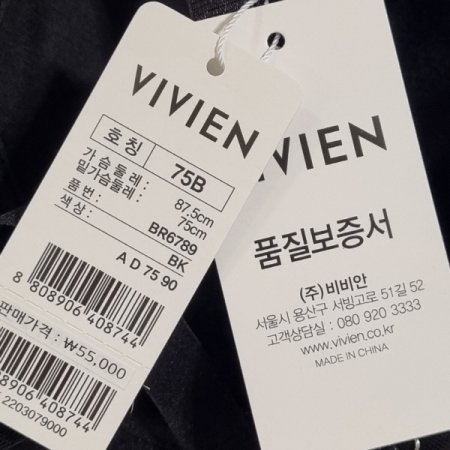 VIVIEN
호칭 75B
가슴둘레 : 87.5cm
밑가슴둘레 : 75cm
품번 : BR6789
색상 : BK
A D 75 90
8 808906 408744
판매가격 : ₩55,000
808906 408744
2203079000
VIEN
품질보증서
(주) 비비안
서울시 용산구 서빙고로 51길 52
고객상담실 : 080 920 3333
www.vivien.co.kr
MADE IN CHINA